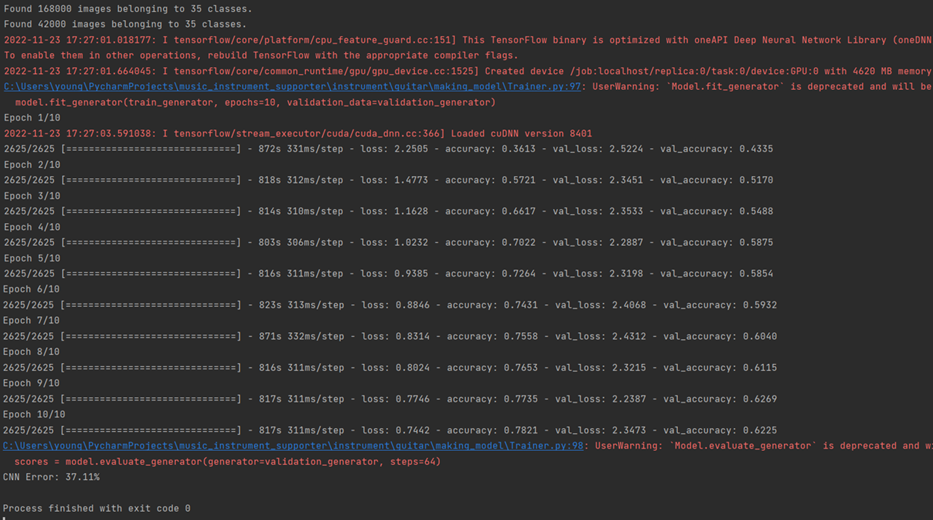 Found 168000 images belonging to 35 classes.
Found 42000 images belonging to 35 classes.
2022-11-23 17:27:01.018177: I tensorflow/core/platform/cpu_feature_guard.cc:151] This TensorFlow binary is optimized with oneAPI Deep Neural Network Library (oneDNN
To enable them in other operations, rebuild TensorFlow with the appropriate compiler flags.
2022-11-23 17:27:01.664045: I tensorflow/core/common_runtime/gpu/gpu_device.cc:1525] Created device /job:localhost/replica:0/task:0/device:GPU:0 with 4620 MB memory
C:\Users\young\PycharmProjects\music_instrument_supporter\instrument\guitar\making_model\Trainer.py:97: UserWarning: `Model.fit_generator` is deprecated and will be
model.fit_generator(train_generator, epochs=10, validation_data=validation_generator)
Epoch 1/10
2022-11-23 17:27:03.591038: I tensorflow/stream_executor/cuda/cuda_dnn.cc:366] Loaded cuDNN version 8401
2625/2625 [==============================] - 872s 331ms/step - loss: 2.2505 - accuracy: 0.3613 - val_loss: 2.5224 - val_accuracy: 0.4335
Epoch 2/10
2625/2625 [==============================] - 818s 312ms/step - loss: 1.4773 - accuracy: 0.5721 - val_loss: 2.3451 - val_accuracy: 0.5170
Epoch 3/10
2625/2625 [==============================] - 814s 310ms/step - loss: 1.1628 - accuracy: 0.6617 - val_loss: 2.3533 - val_accuracy: 0.5488
Epoch 4/10
2625/2625 [==============================] - 803s 306ms/step - loss: 1.0232 - accuracy: 0.7022 - val_loss: 2.2887 - val_accuracy: 0.5875
Epoch 5/10
2625/2625 [==============================] - 816s 311ms/step - loss: 0.9385 - accuracy: 0.7264 - val_loss: 2.3198 - val_accuracy: 0.5854
Epoch 6/10
2625/2625 [==============================] - 823s 313ms/step - loss: 0.8846 - accuracy: 0.7431 - val_loss: 2.4068 - val_accuracy: 0.5932
Epoch 7/10
2625/2625 [==============================] - 871s 332ms/step - loss: 0.8314 - accuracy: 0.7558 - val_loss: 2.4312 - val_accuracy: 0.6040
Epoch 8/10
2625/2625 [==============================] - 816s 311ms/step - loss: 0.8024 - accuracy: 0.7653 - val_loss: 2.3215 - val_accuracy: 0.6115
Epoch 9/10
2625/2625 [==============================] - 817s 311ms/step - loss: 0.7746 - accuracy: 0.7735 - val_loss: 2.2387 - val_accuracy: 0.6269
Epoch 10/10
2625/2625 [==============================] - 817s 311ms/step - loss: 0.7442 - accuracy: 0.7821 - val_loss: 2.3473 - val_accuracy: 0.6225
C:\Users\young\PycharmProjects\music_instrument_supporter\instrument\guitar\making_model\Trainer.py:98: UserWarning: `Model.evaluate_generator` is deprecated and wi
scores = model.evaluate_generator(generator=validation_generator, steps=64)
CNN Error: 37.11%
Process finished with exit code 0